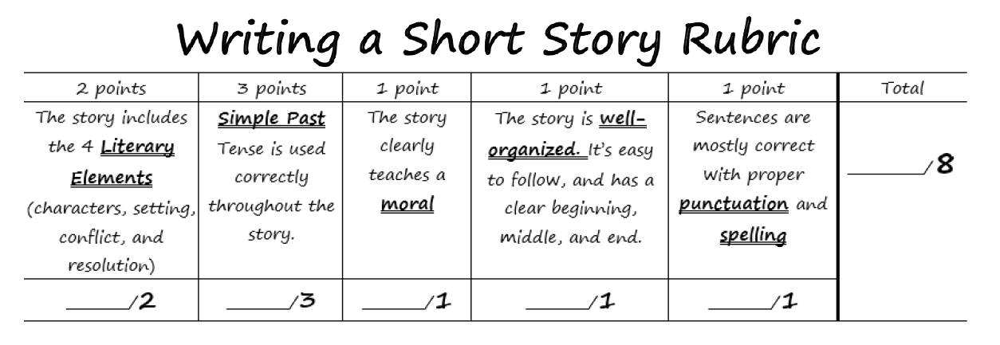 Writing a Short Story Rubric
2 points
3 points
1 point
1 point
1 point
Total
The story includes
the 4 Literary
Elements
(characters, setting,
conflict, and
resolution)
Simple Past
Tense is used
correctly
throughout the
story.
The story
clearly
teaches a
moral
The story is well-
organized. It's easy
to follow, and has a
clear beginning,
middle, and end.
Sentences are
mostly correct
with proper
punctuation and
spelling
______/8
______/2
______/3
______/1
______/1
______/1